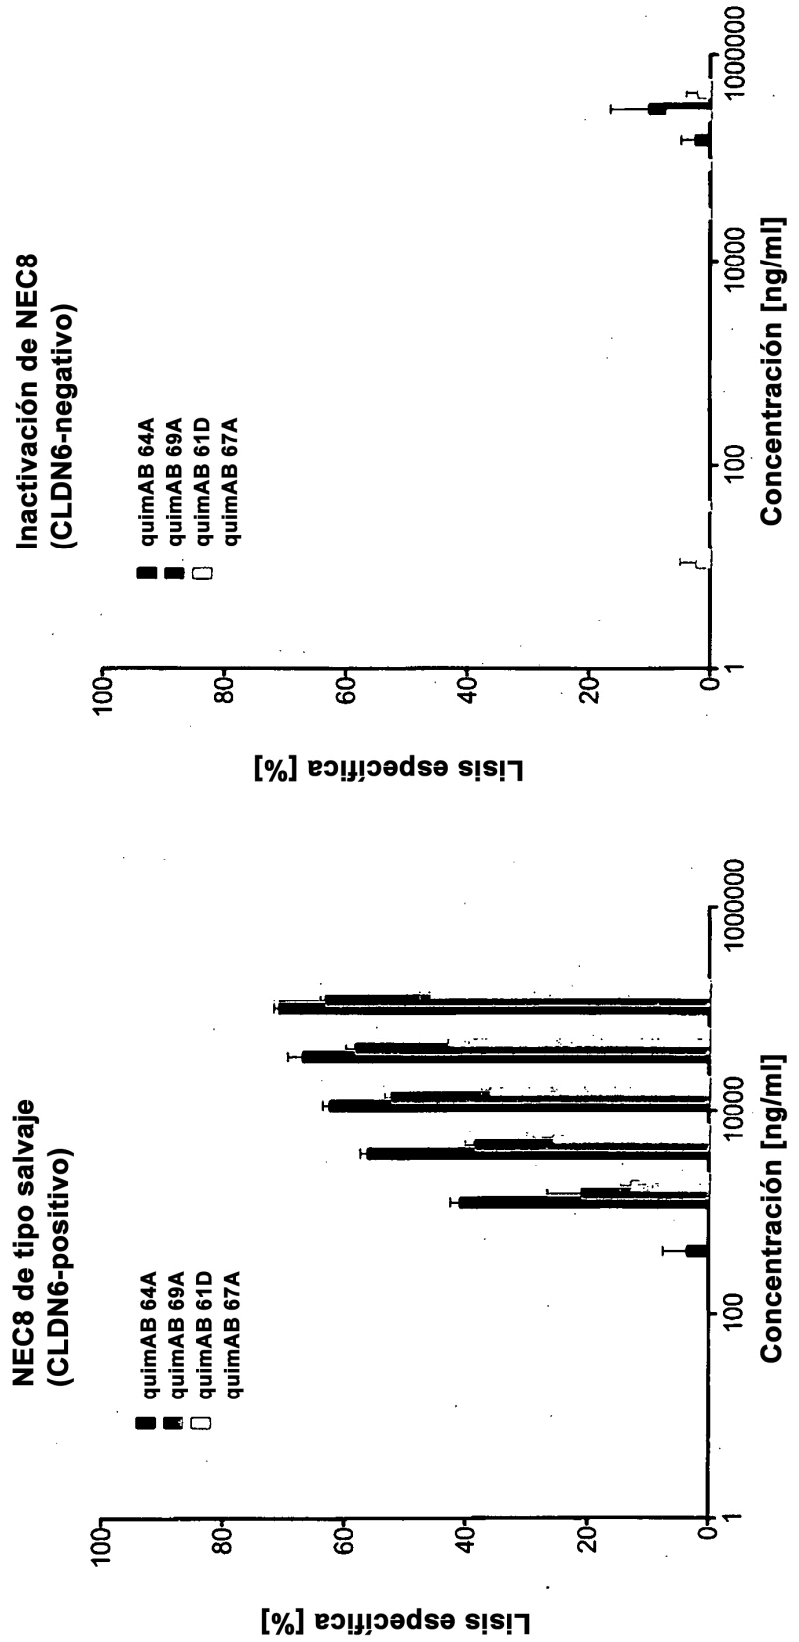 NEC8 de tipo salvaje
(CLDN6-positivo)
quimAB 64A
quimAB 69A
quimAB 61D
quimAB 67A
Lisis específica [%]
100
80
60
40
20
0
1
100
10000
1000000
Concentración [ng/ml]
Inactivación de NEC8
(CLDN6-negativo)
quimAB 64A
quimAB 69A
quimAB 61D
quimAB 67A
Lisis específica [%]
100
80
60
40
20
0
1
100
10000
1000000
Concentración [ng/ml]